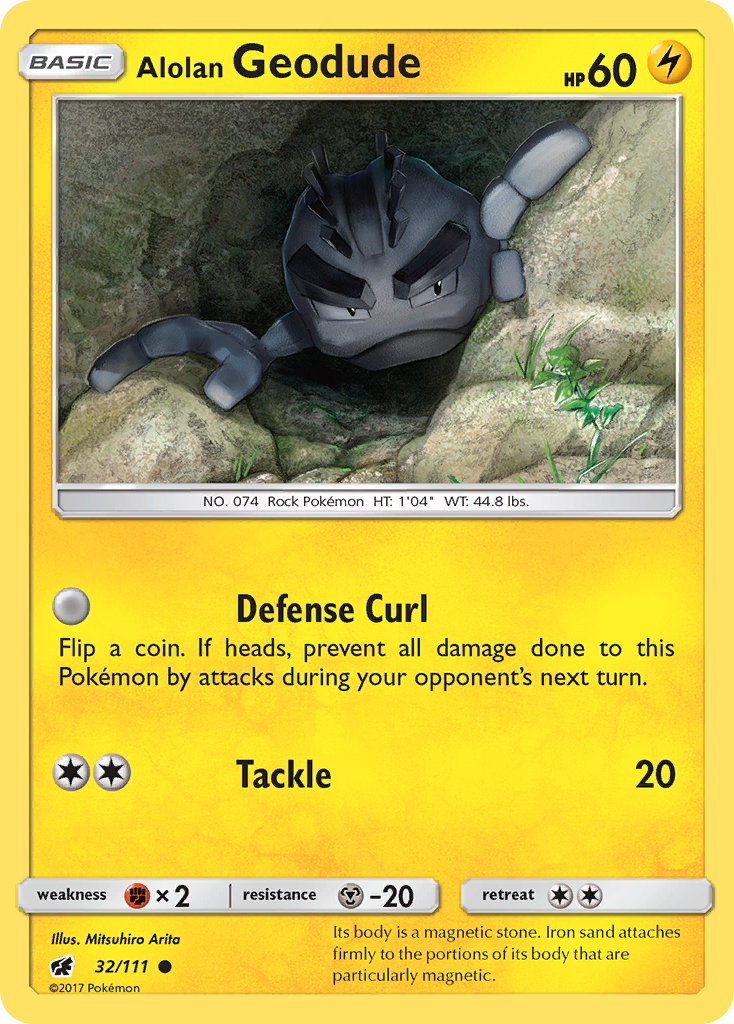 BASIC Alolan Geodude HP 60
NO. 074 Rock Pokémon HT: 1'04" WT: 44.8 lbs.
Defense Curl
Flip a coin. If heads, prevent all damage done to this
Pokémon by attacks during your opponent's next turn.
Tackle 20
weakness ×2 resistance -20 retreat
Illus. Mitsuhiro Arita
32/111
©2017 Pokémon
Its body is a magnetic stone. Iron sand attaches
firmly to the portions of its body that are
particularly magnetic.